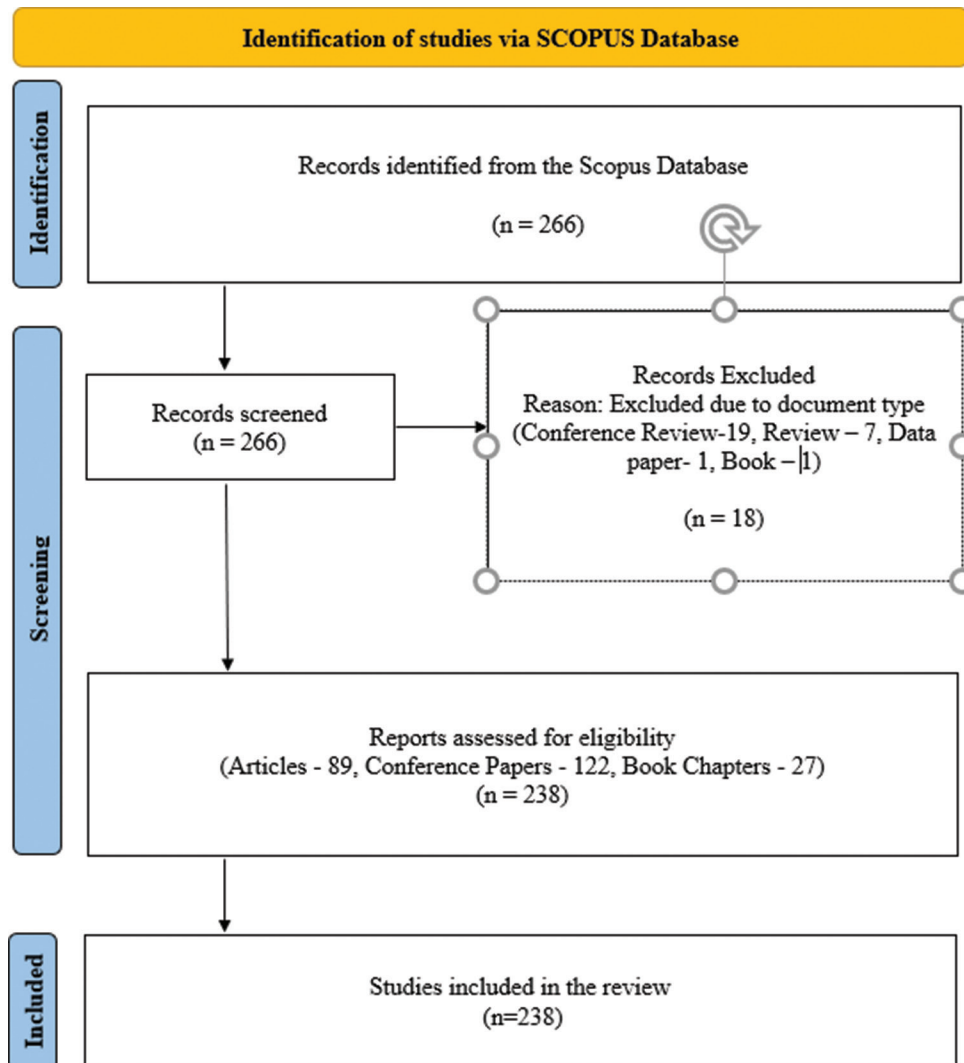 Identification of studies via SCOPUS Database
Identification
Records identified from the Scopus Database
(n = 266)
Screening
Records screened
(n = 266)
Records Excluded
Reason: Excluded due to document type
(Conference Review-19, Review – 7, Data
paper- 1, Book – 1)
(n = 18)
Reports assessed for eligibility
(Articles - 89, Conference Papers - 122, Book Chapters - 27)
(n = 238)
Included
Studies included in the review
(n=238)